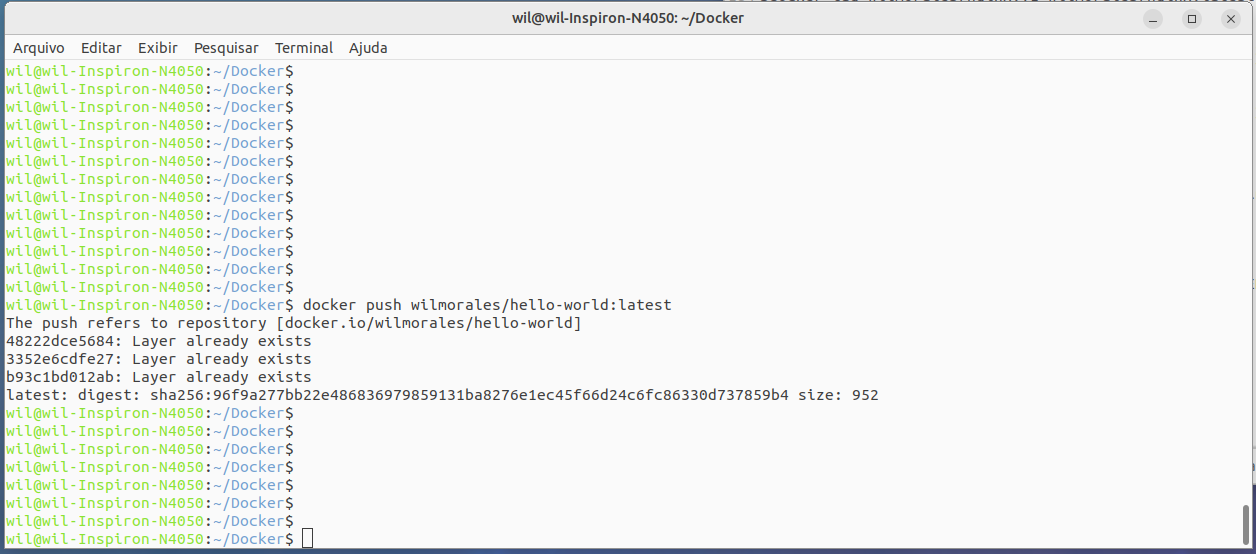 wil@wil-Inspiron-N4050: ~/Docker
Arquivo Editar Exibir Pesquisar Terminal Ajuda
wil@wil-Inspiron-N4050:~/Docker$
wil@wil-Inspiron-N4050:~/Docker$
wil@wil-Inspiron-N4050:~/Docker$
wil@wil-Inspiron-N4050:~/Docker$
wil@wil-Inspiron-N4050:~/Docker$
wil@wil-Inspiron-N4050:~/Docker$
wil@wil-Inspiron-N4050:~/Docker$
wil@wil-Inspiron-N4050:~/Docker$
wil@wil-Inspiron-N4050:~/Docker$
wil@wil-Inspiron-N4050:~/Docker$
wil@wil-Inspiron-N4050:~/Docker$
wil@wil-Inspiron-N4050:~/Docker$
wil@wil-Inspiron-N4050:~/Docker$
wil@wil-Inspiron-N4050:~/Docker$ docker push wilmorales/hello-world:latest
The push refers to repository [docker.io/wilmorales/hello-world]
48222dce5684: Layer already exists
3352e6cdfe27: Layer already exists
b93c1bd012ab: Layer already exists
latest: digest: sha256:96f9a277bb22e486836979859131ba8276e1ec45f66d24c6fc86330d737859b4 size: 952
wil@wil-Inspiron-N4050:~/Docker$
wil@wil-Inspiron-N4050:~/Docker$
wil@wil-Inspiron-N4050:~/Docker$
wil@wil-Inspiron-N4050:~/Docker$
wil@wil-Inspiron-N4050:~/Docker$
wil@wil-Inspiron-N4050:~/Docker$
wil@wil-Inspiron-N4050:~/Docker$
wil@wil-Inspiron-N4050:~/Docker$